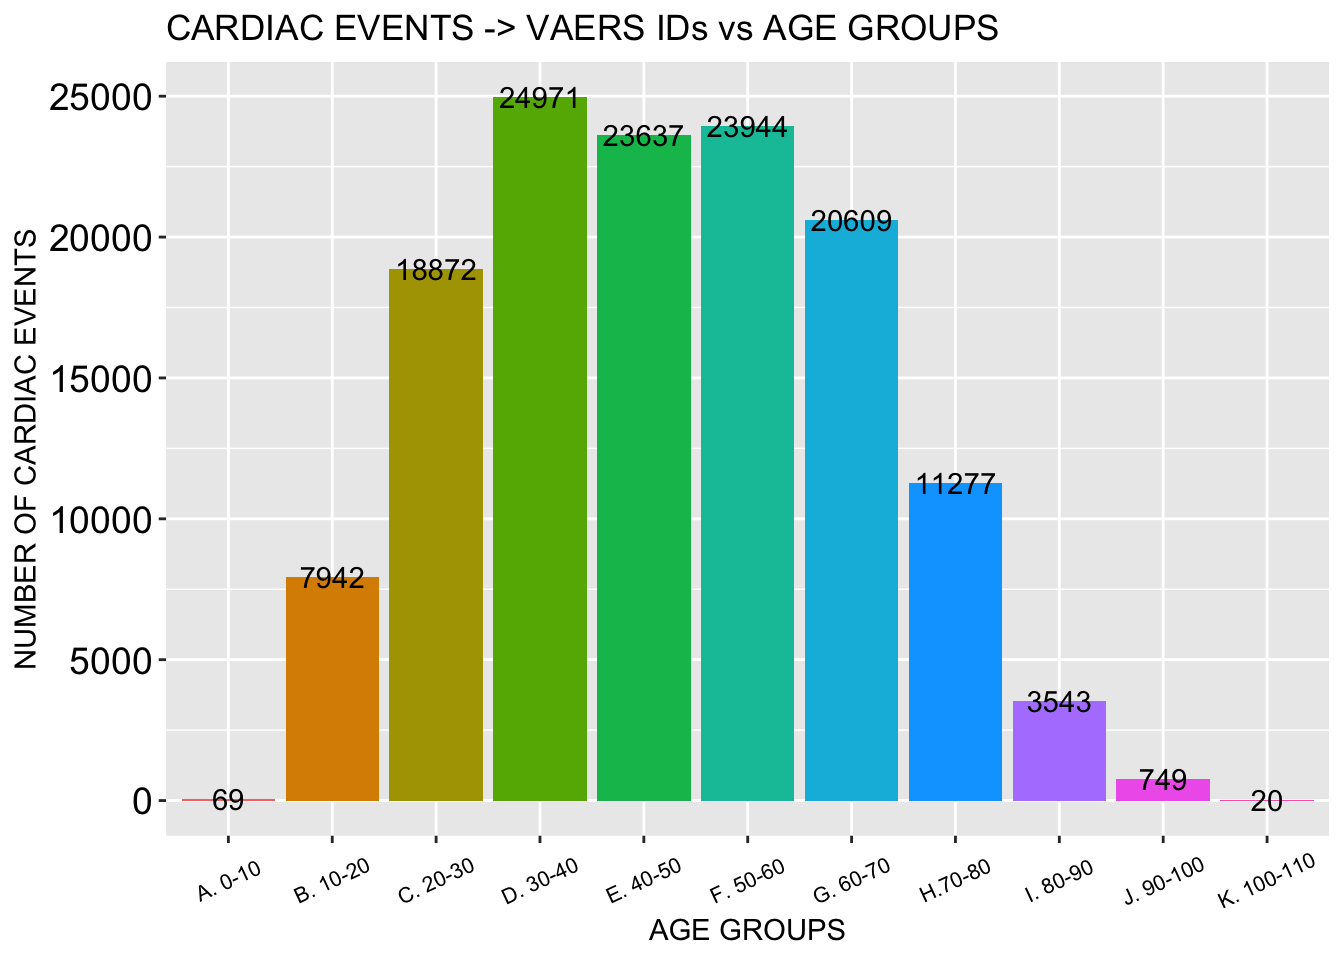 CARDIAC EVENTS -> VAERS IDs vs AGE GROUPS
NUMBER OF CARDIAC EVENTS
25000
20000
15000
10000
5000
0
69
7942
18872
24971
23637
23944
20609
11277
3543
749
20
A. 0-10
B. 10-20
C. 20-30
D. 30-40
E. 40-50
F. 50-60
G. 60-70
H.70-80
I. 80-90
J. 90-100
K. 100-110
AGE GROUPS